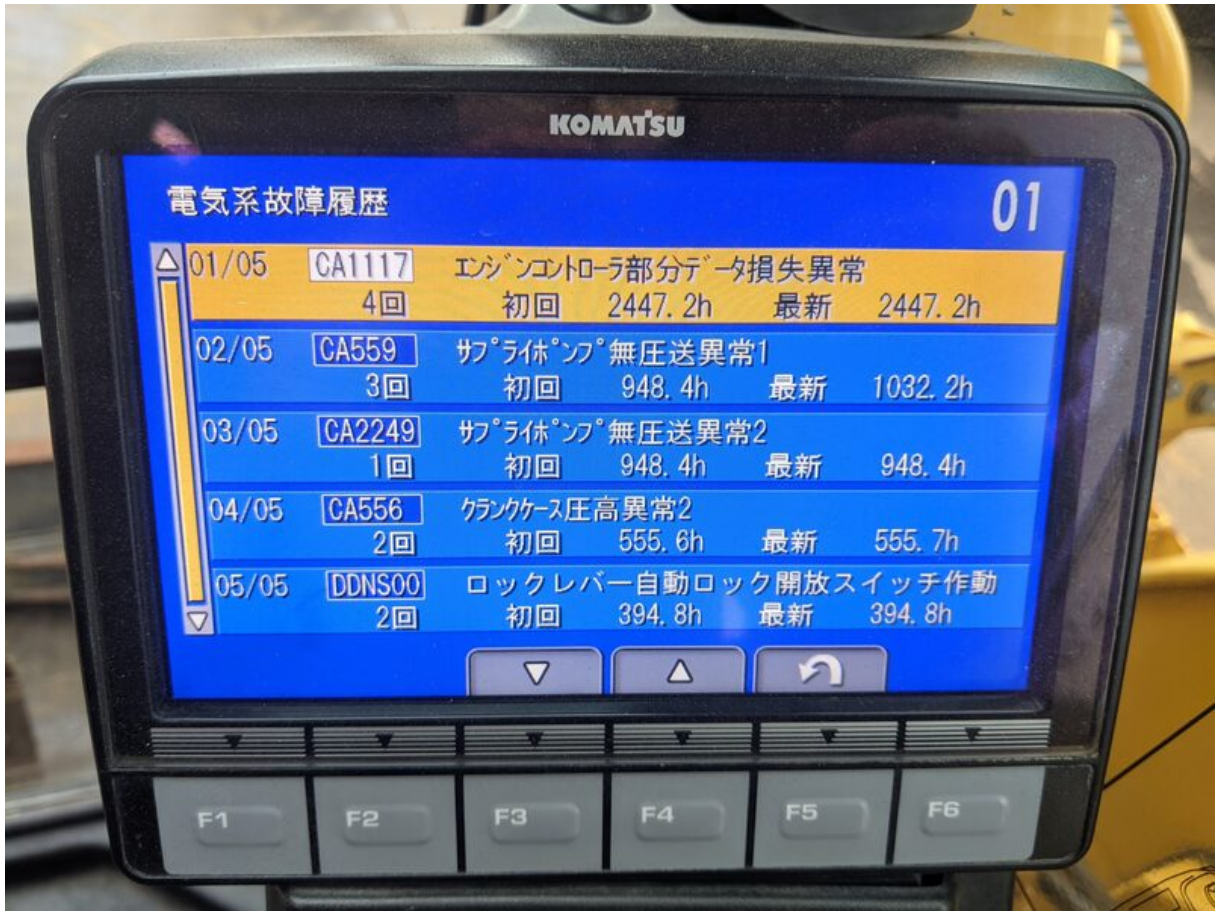 KOMATSU
電気系故障履歴 01
01/05 CA1117 ｴﾝｼﾞﾝｺﾝﾄﾛｰﾗ部分ﾃﾞｰﾀ損失異常
4回 初回 2447.2h 最新 2447.2h
02/05 CA559 ｻﾌﾟﾗｲﾎﾟﾝﾌﾟ無圧送異常1
3回 初回 948.4h 最新 1032.2h
03/05 CA2249 ｻﾌﾟﾗｲﾎﾟﾝﾌﾟ無圧送異常2
1回 初回 948.4h 最新 948.4h
04/05 CA556 ｸﾗﾝｸｹｰｽ圧高異常2
2回 初回 555.6h 最新 555.7h
05/05 DDNS00 ロックレバー自動ロック開放スイッチ作動
2回 初回 394.8h 最新 394.8h
F1 F2 F3 F4 F5 F6